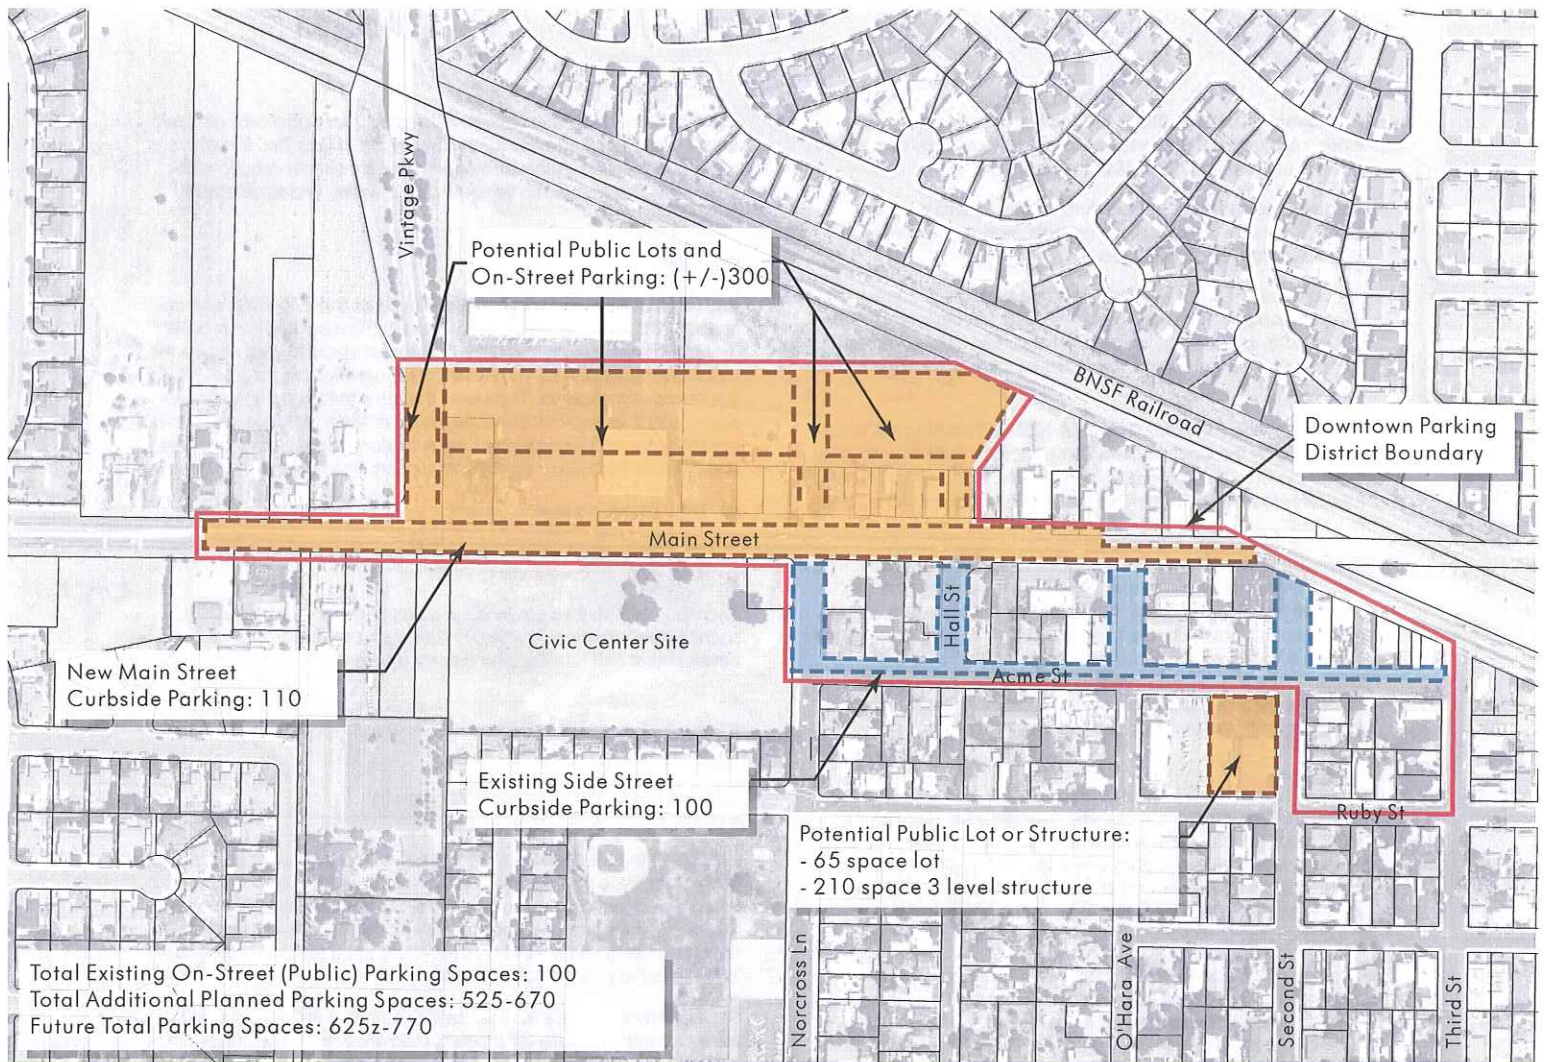 Vintage Pkwy
Potential Public Lots and
On-Street Parking: (+/-)300
BNSF Railroad
Downtown Parking
District Boundary
Main Street
Hall St
Civic Center Site
Acme St
New Main Street
Curbside Parking: 110
Existing Side Street
Curbside Parking: 100
Ruby St
Potential Public Lot or Structure:
- 65 space lot
- 210 space 3 level structure
Norcross Ln
O'Hara Ave
Second St
Third St
Total Existing On-Street (Public) Parking Spaces: 100
Total Additional Planned Parking Spaces: 525-670
Future Total Parking Spaces: 625z-770